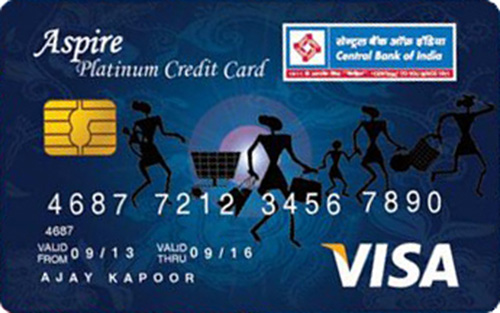 Aspire
Platinum Credit Card
सेन्ट्रल बैंक ऑफ़ इंडिया
Central Bank of India
4687 7212 3456 7890
4687
VALID FROM 09/13 VALID THRU 09/16
AJAY KAPOOR
VISA